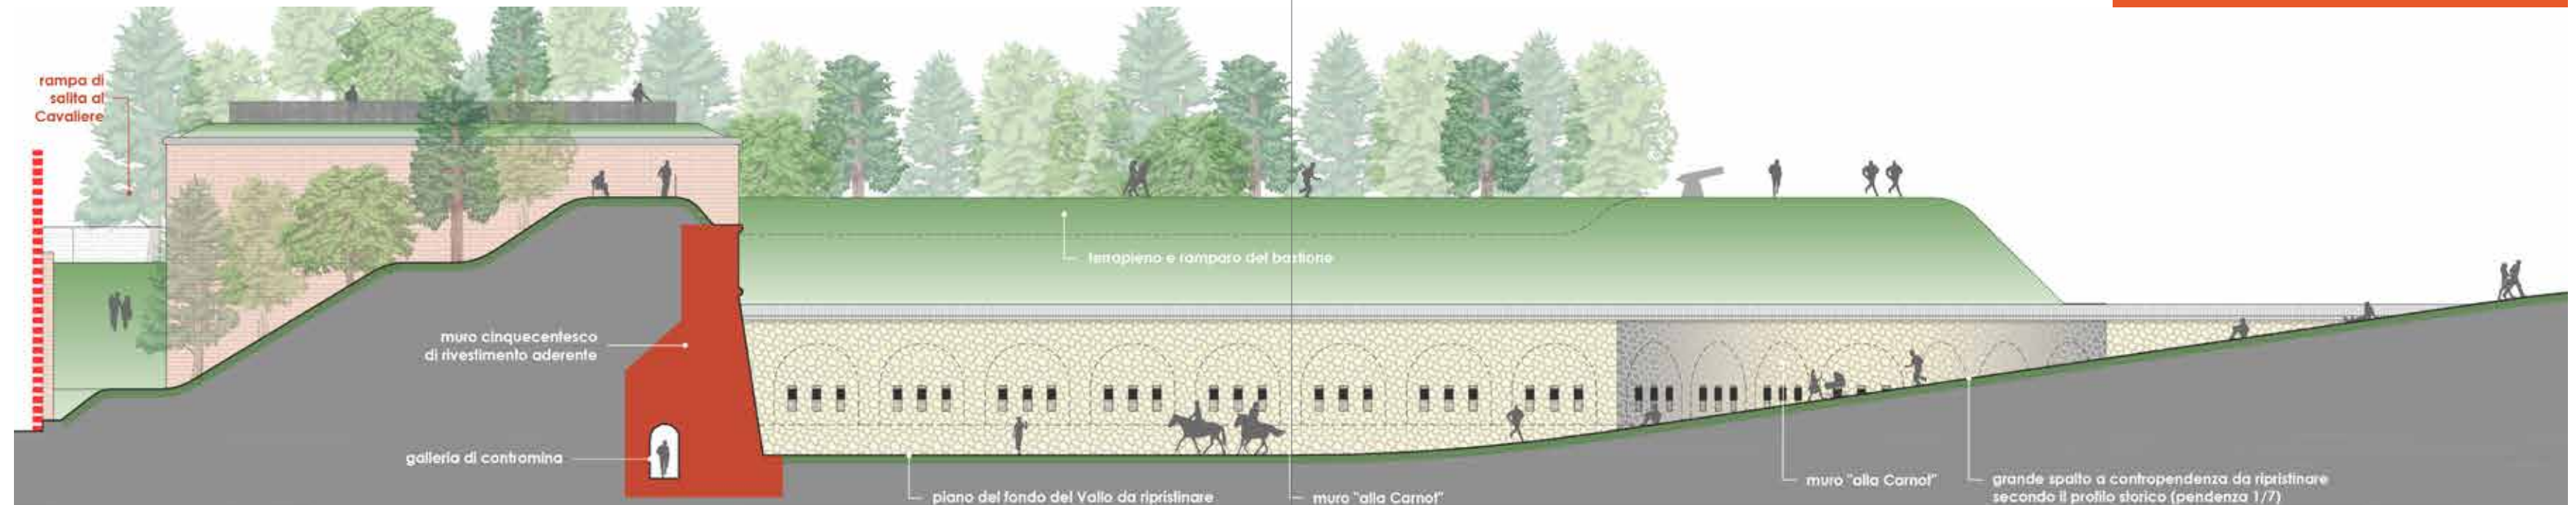 rampa di
salita al
Cavaliere
terrapieno e ramparo del bastione
muro cinquecentesco
di rivestimento aderente
galleria di contromina
piano del fondo del Vallo da ripristinare
muro "alla Carnot"
muro "alla Carnot"
grande spalto a contropendenza da ripristinare
secondo il profilo storico (pendenza 1/7)